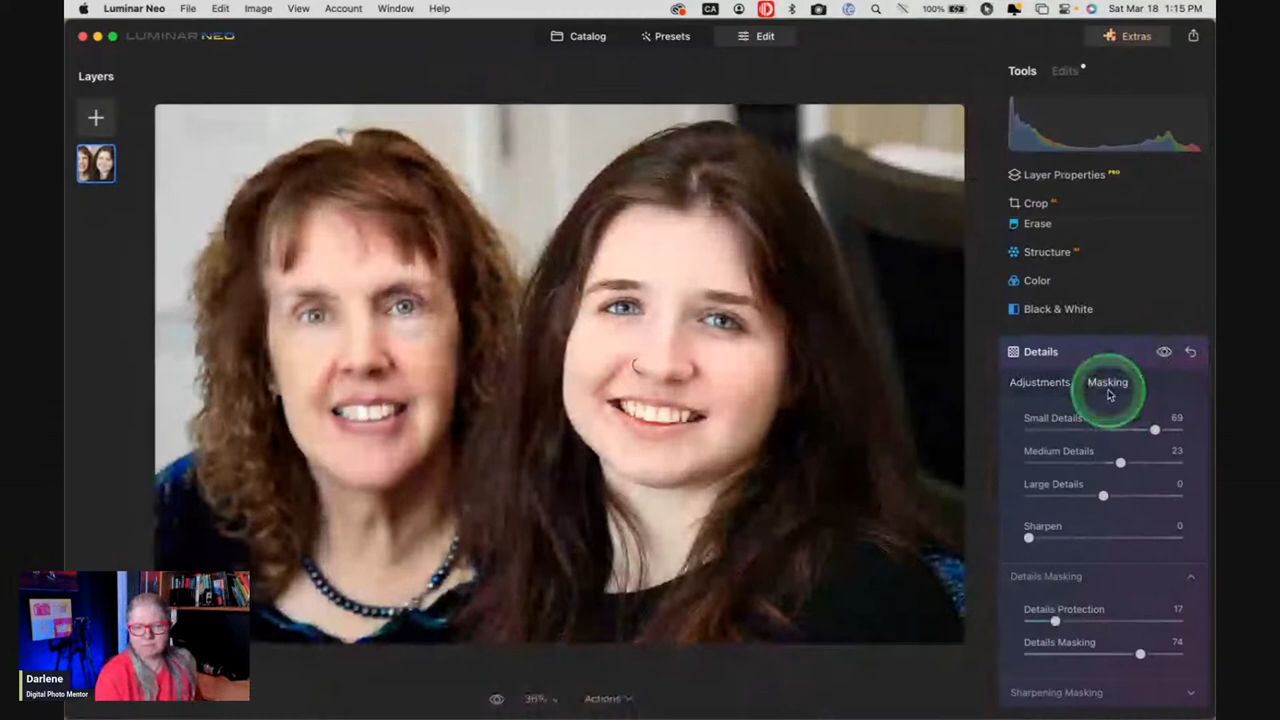 Luminar Neo File Edit Image View Account Window Help CA 100% Sat Mar 18 1:15 PM
LUMINAR NEO Catalog Presets Edit Extras
Layers
Tools Edits
Layer Properties PRO
Crop
Erase
Structure
Color
Black & White
Details
Adjustments Masking
Small Details 69
Medium Details 23
Large Details 0
Sharpen 0
Details Masking
Details Protection 17
Details Masking 74
Sharpening Masking
36% Actions
Darlene
Digital Photo Mentor